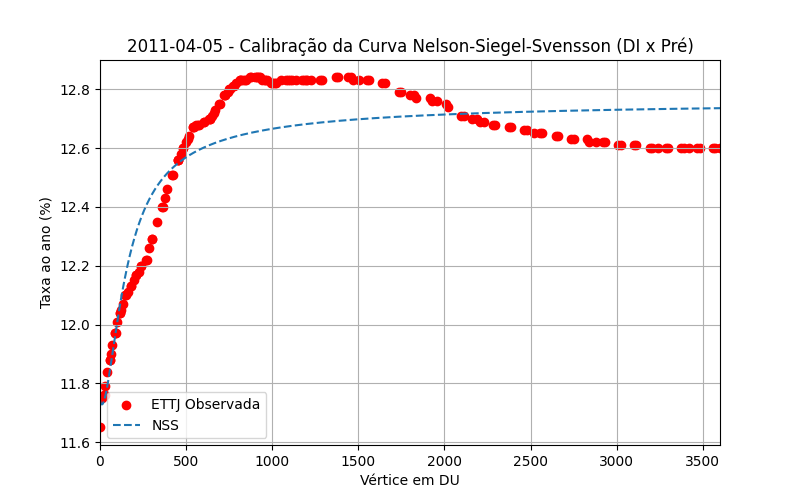 2011-04-05 - Calibração da Curva Nelson-Siegel-Svensson (DI x Pré)
Taxa ao ano (%)
12.8
12.6
12.4
12.2
12.0
11.8
11.6
ETTJ Observada
NSS
0 500 1000 1500 2000 2500 3000 3500
Vértice em DU